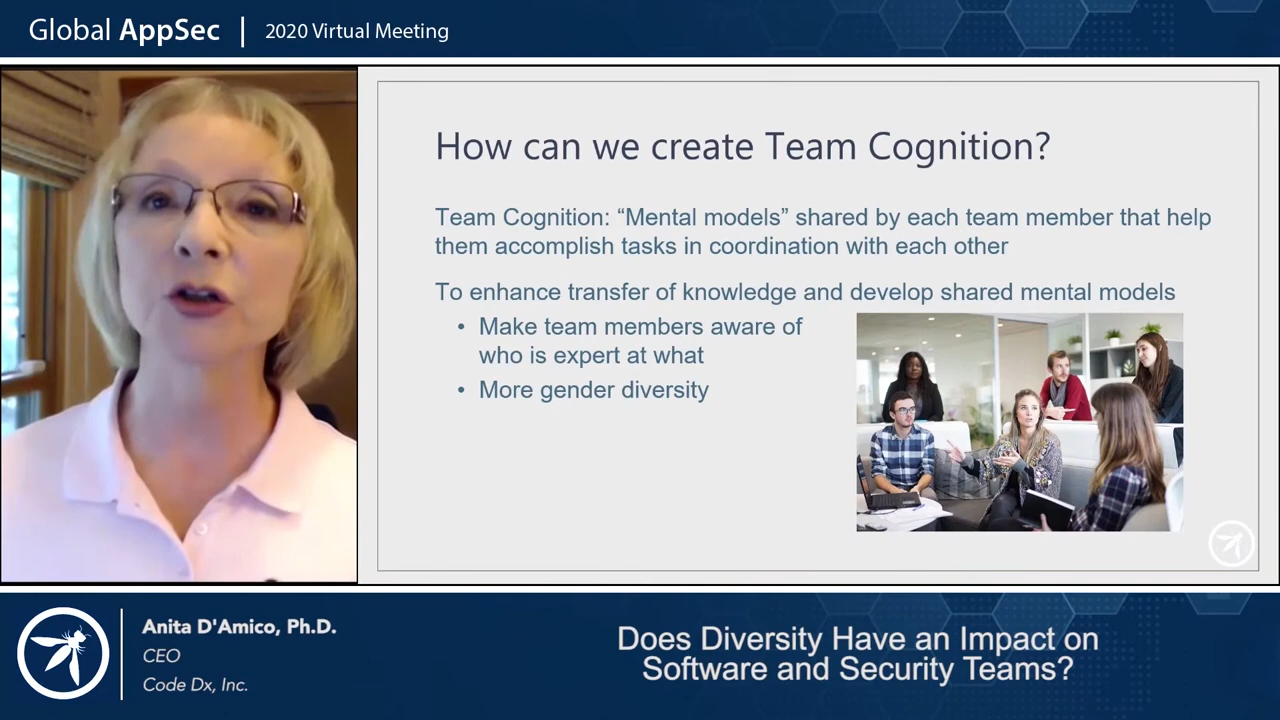 Global AppSec | 2020 Virtual Meeting
How can we create Team Cognition?
Team Cognition: “Mental models” shared by each team member that help
them accomplish tasks in coordination with each other
To enhance transfer of knowledge and develop shared mental models
• Make team members aware of
who is expert at what
• More gender diversity
Anita D'Amico, Ph.D.
CEO
Code Dx, Inc.
Does Diversity Have an Impact on
Software and Security Teams?